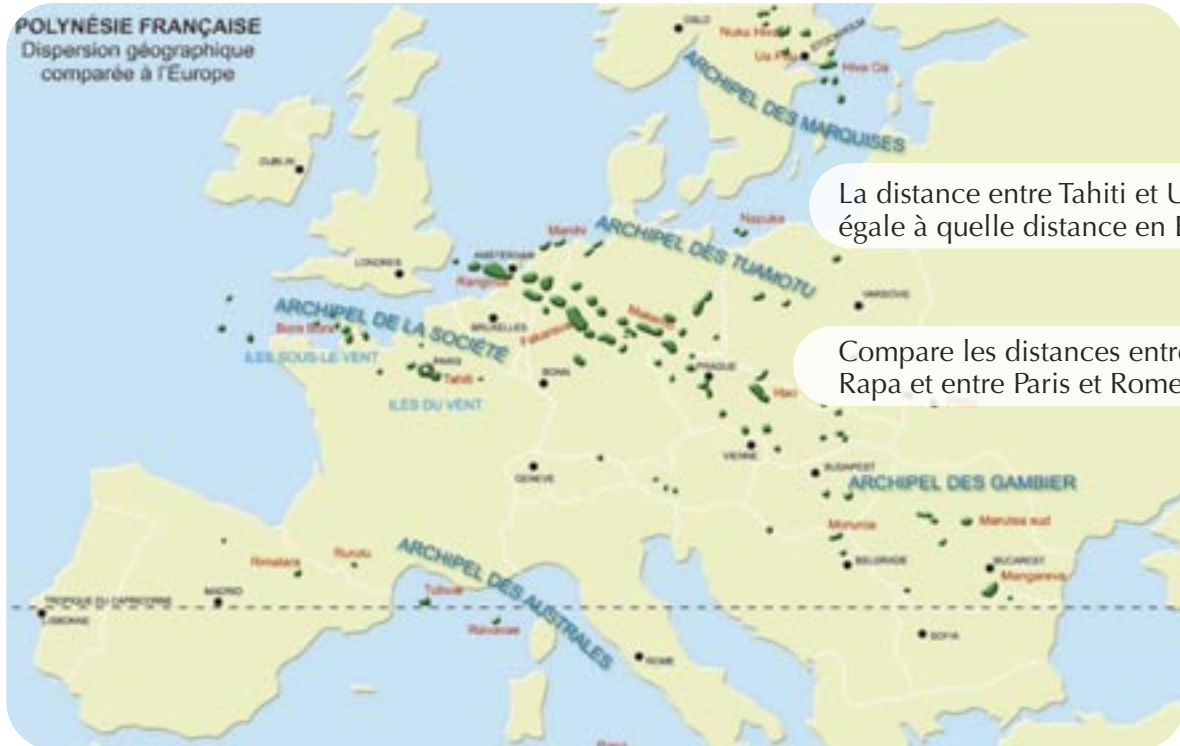 POLYNÉSIE FRANÇAISE
Dispersion géographique
comparée à l'Europe
OSLO
Nuku Hiva
STOCKHOLM
Ua Pou
Hiva Oa
ARCHIPEL DES MARQUISES
DUBLIN
La distance entre Tahiti et U
égale à quelle distance en
Napuka
Manihi
ARCHIPEL DES TUAMOTU
AMSTERDAM
LONDRES
Rangiroa
VARSOVIE
ARCHIPEL DE LA SOCIÉTÉ
Bora Bora
BRUXELLES
Fakarava
Makemo
ILES SOUS-LE VENT
PARIS
Tahiti
BONN
PRAGUE
Compare les distances entre
Rapa et entre Paris et Rome
Hao
ILES DU VENT
VIENNE
GENEVE
BUDAPEST
ARCHIPEL DES GAMBIER
Moruroa
Marutea sud
ARCHIPEL DES AUSTRALES
Rimatara
Rurutu
BELGRADE
BUCAREST
Mangareva
Tubuai
TROPIQUE DU CAPRICORNE
MADRID
LISBONNE
Raivavae
SOFIA
ROME